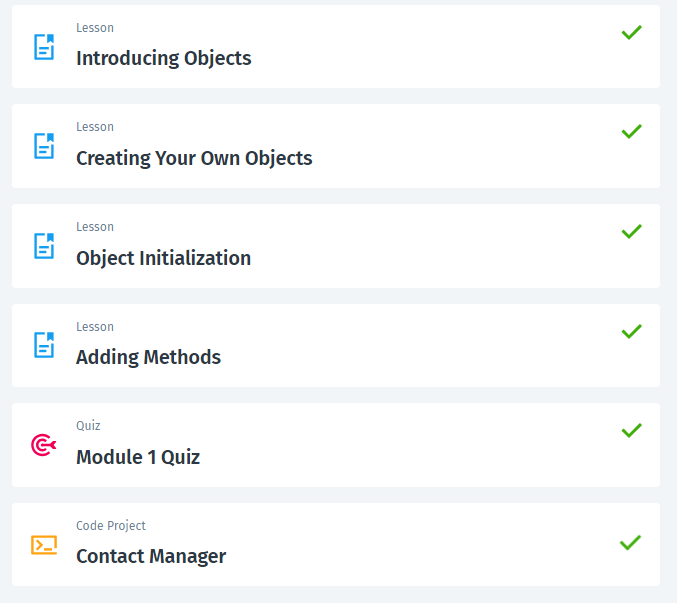 Lesson
Introducing Objects
Lesson
Creating Your Own Objects
Lesson
Object Initialization
Lesson
Adding Methods
Quiz
Module 1 Quiz
Code Project
Contact Manager